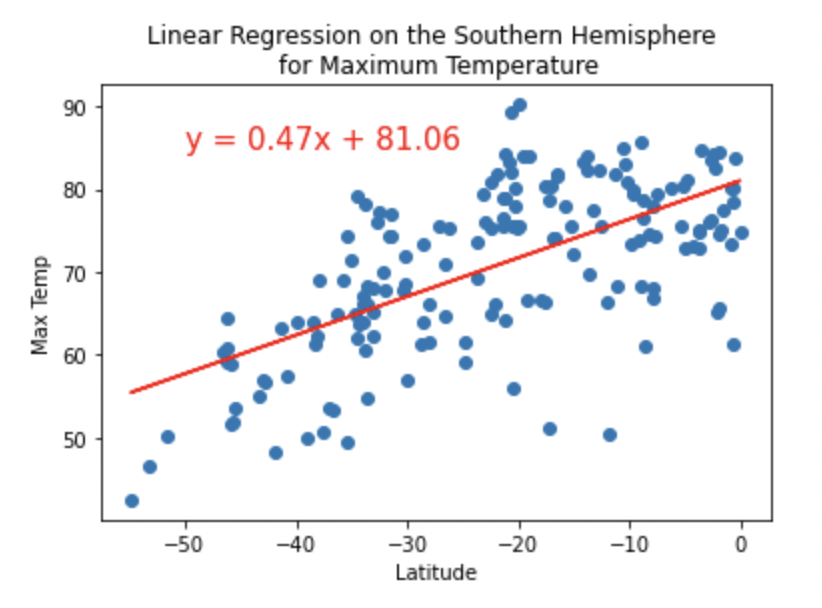 Linear Regression on the Southern Hemisphere
for Maximum Temperature
y = 0.47x + 81.06
90
80
70
60
50
Max Temp
−50
−40
−30
−20
−10
0
Latitude